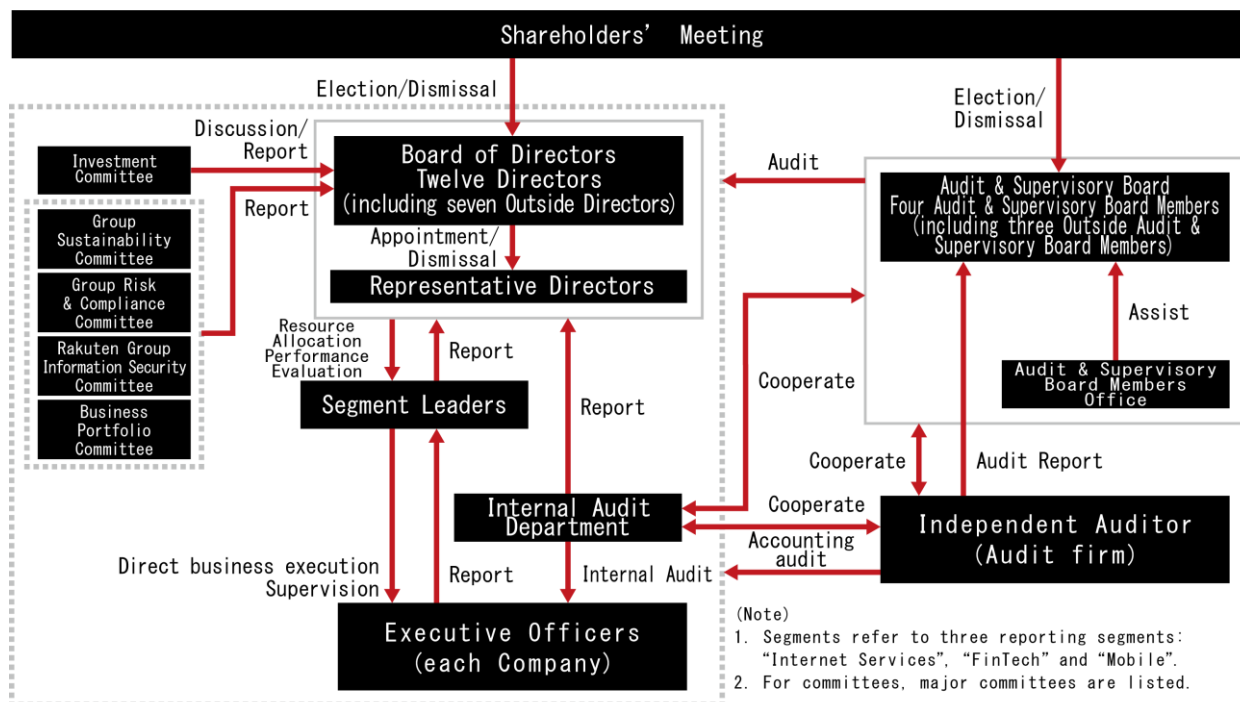 Shareholders’ Meeting
Election/Dismissal
Election/
Dismissal
Discussion/
Report
Investment
Committee
Report
Board of Directors
Twelve Directors
(including seven Outside Directors)
Audit
Audit & Supervisory Board
Four Audit & Supervisory Board Members
(including three Outside Audit &
Supervisory Board Members)
Group
Sustainability
Committee
Appointment/
Dismissal
Representative Directors
Group Risk
& Compliance
Committee
Rakuten Group
Information Security
Committee
Business
Portfolio
Committee
Resource
Allocation
Performance
Evaluation
Report
Segment Leaders
Report
Cooperate
Assist
Audit & Supervisory
Board Members
Office
Cooperate
Audit Report
Internal Audit
Department
Cooperate
Accounting
audit
Independent Auditor
(Audit firm)
Direct business execution
Supervision
Report
Internal Audit
Executive Officers
(each Company)
(Note)
1. Segments refer to three reporting segments:
“Internet Services”, “FinTech” and “Mobile”.
2. For committees, major committees are listed.